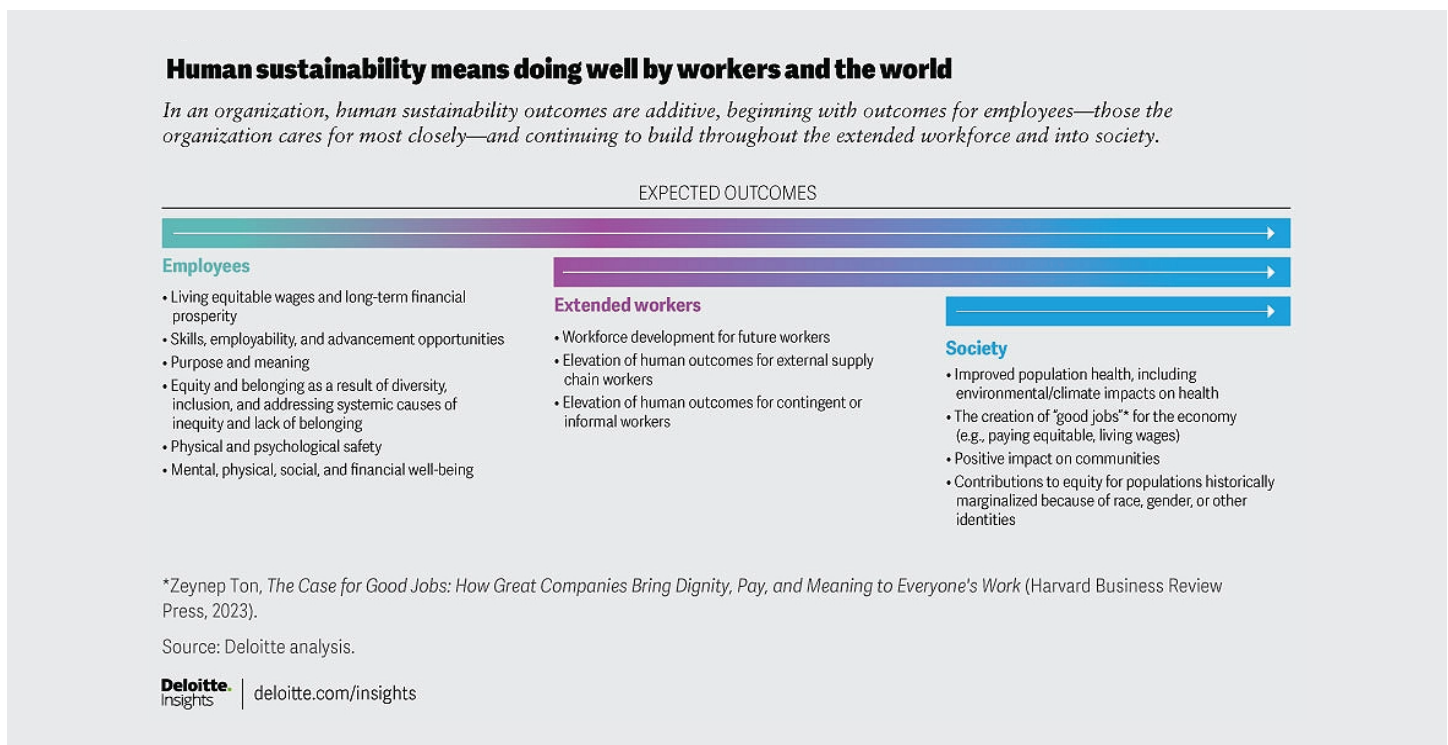 Human sustainability means doing well by workers and the world
In an organization, human sustainability outcomes are additive, beginning with outcomes for employees—those the
organization cares for most closely—and continuing to build throughout the extended workforce and into society.
EXPECTED OUTCOMES
Employees
• Living equitable wages and long-term financial
prosperity
• Skills, employability, and advancement opportunities
• Purpose and meaning
• Equity and belonging as a result of diversity,
inclusion, and addressing systemic causes of
inequity and lack of belonging
• Physical and psychological safety
• Mental, physical, social, and financial well-being
Extended workers
• Workforce development for future workers
• Elevation of human outcomes for external supply
chain workers
• Elevation of human outcomes for contingent or
informal workers
Society
• Improved population health, including
environmental/climate impacts on health
• The creation of "good jobs"* for the economy
(e.g., paying equitable, living wages)
• Positive impact on communities
• Contributions to equity for populations historically
marginalized because of race, gender, or other
identities
*Zeynep Ton, The Case for Good Jobs: How Great Companies Bring Dignity, Pay, and Meaning to Everyone's Work (Harvard Business Review
Press, 2023).
Source: Deloitte analysis.
Deloitte.
Insights
deloitte.com/insights